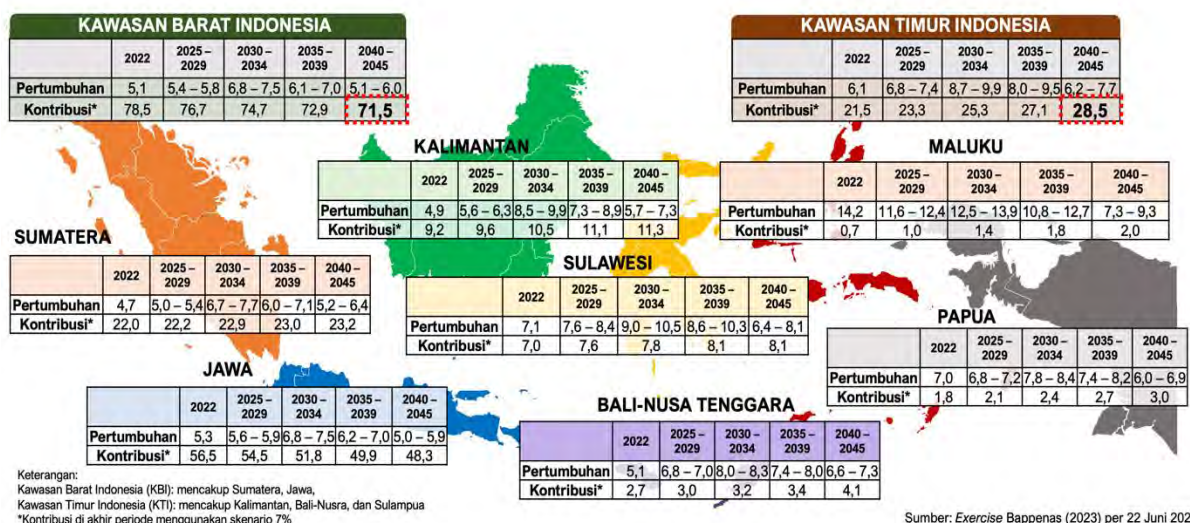 KAWASAN BARAT INDONESIA
2022 2025 – 2029 2030 – 2034 2035 – 2039 2040 – 2045
Pertumbuhan 5,1 5,4 – 5,8 6,8 – 7,5 6,1 – 7,0 5,1 – 6,0
Kontribusi* 78,5 76,7 74,7 72,9 71,5
KAWASAN TIMUR INDONESIA
2022 2025 – 2029 2030 – 2034 2035 – 2039 2040 – 2045
Pertumbuhan 6,1 6,8 – 7,4 8,7 – 9,9 8,0 – 9,5 6,2 – 7,7
Kontribusi* 21,5 23,3 25,3 27,1 28,5
KALIMANTAN
2022 2025 – 2029 2030 – 2034 2035 – 2039 2040 – 2045
Pertumbuhan 4,9 5,6 – 6,3 8,5 – 9,9 7,3 – 8,9 5,7 – 7,3
Kontribusi* 9,2 9,6 10,5 11,1 11,3
MALUKU
2022 2025 – 2029 2030 – 2034 2035 – 2039 2040 – 2045
Pertumbuhan 14,2 11,6 – 12,4 12,5 – 13,9 10,8 – 12,7 7,3 – 9,3
Kontribusi* 0,7 1,0 1,4 1,8 2,0
SUMATERA
2022 2025 – 2029 2030 – 2034 2035 – 2039 2040 – 2045
Pertumbuhan 4,7 5,0 – 5,4 6,7 – 7,7 6,0 – 7,1 5,2 – 6,4
Kontribusi* 22,0 22,2 22,9 23,0 23,2
SULAWESI
2022 2025 – 2029 2030 – 2034 2035 – 2039 2040 – 2045
Pertumbuhan 7,1 7,6 – 8,4 9,0 – 10,5 8,6 – 10,3 6,4 – 8,1
Kontribusi* 7,0 7,6 7,8 8,1 8,1
PAPUA
2022 2025 – 2029 2030 – 2034 2035 – 2039 2040 – 2045
Pertumbuhan 7,0 6,8 – 7,2 7,8 – 8,4 7,4 – 8,2 6,0 – 6,9
Kontribusi* 1,8 2,1 2,4 2,7 3,0
JAWA
2022 2025 – 2029 2030 – 2034 2035 – 2039 2040 – 2045
Pertumbuhan 5,3 5,6 – 5,9 6,8 – 7,5 6,2 – 7,0 5,0 – 5,9
Kontribusi* 56,5 54,5 51,8 49,9 48,3
BALI-NUSA TENGGARA
2022 2025 – 2029 2030 – 2034 2035 – 2039 2040 – 2045
Pertumbuhan 5,1 6,8 – 7,0 8,0 – 8,3 7,4 – 8,0 6,6 – 7,3
Kontribusi* 2,7 3,0 3,2 3,4 4,1
Keterangan:
Kawasan Barat Indonesia (KBI): mencakup Sumatera, Jawa,
Kawasan Timur Indonesia (KTI): mencakup Kalimantan, Bali-Nusra, dan Sulampua
*Kontribusi di akhir periode menggunakan skenario 7%
Sumber: Exercise Bappenas (2023) per 22 Juni 202